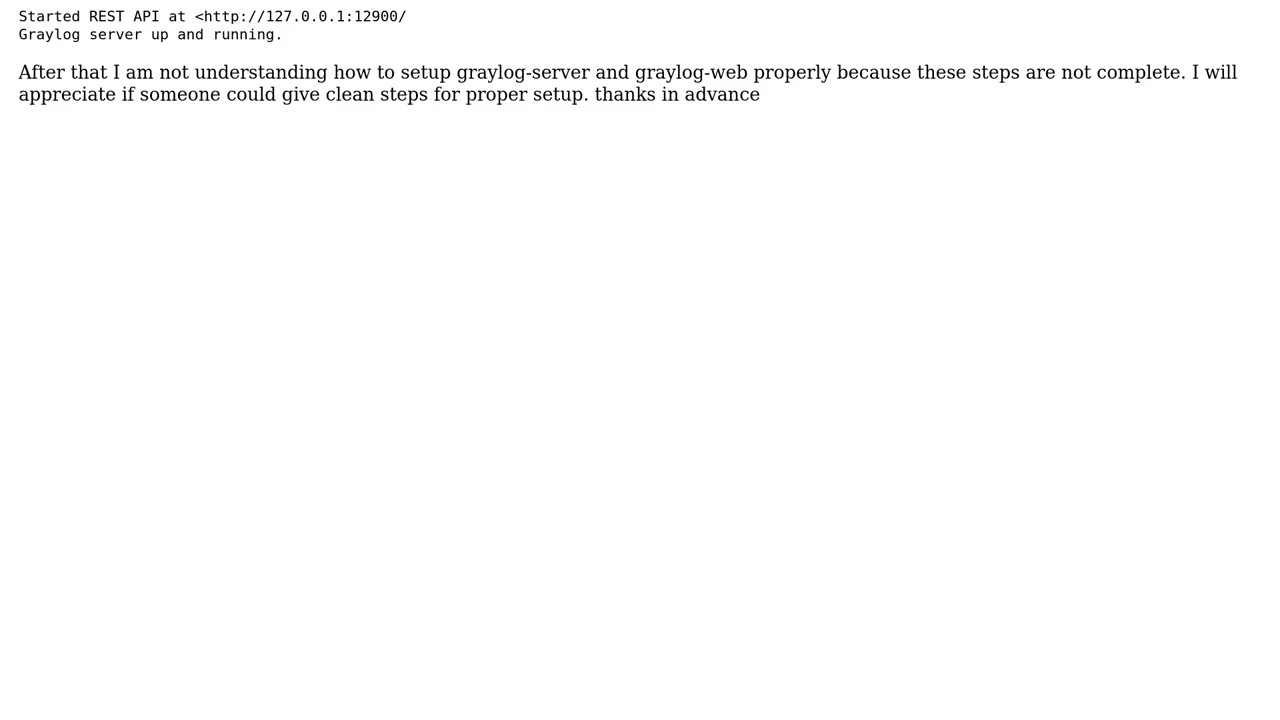 Started REST API at <http://127.0.0.1:12900/
Graylog server up and running.
After that I am not understanding how to setup graylog-server and graylog-web properly because these steps are not complete. I will
appreciate if someone could give clean steps for proper setup. thanks in advance